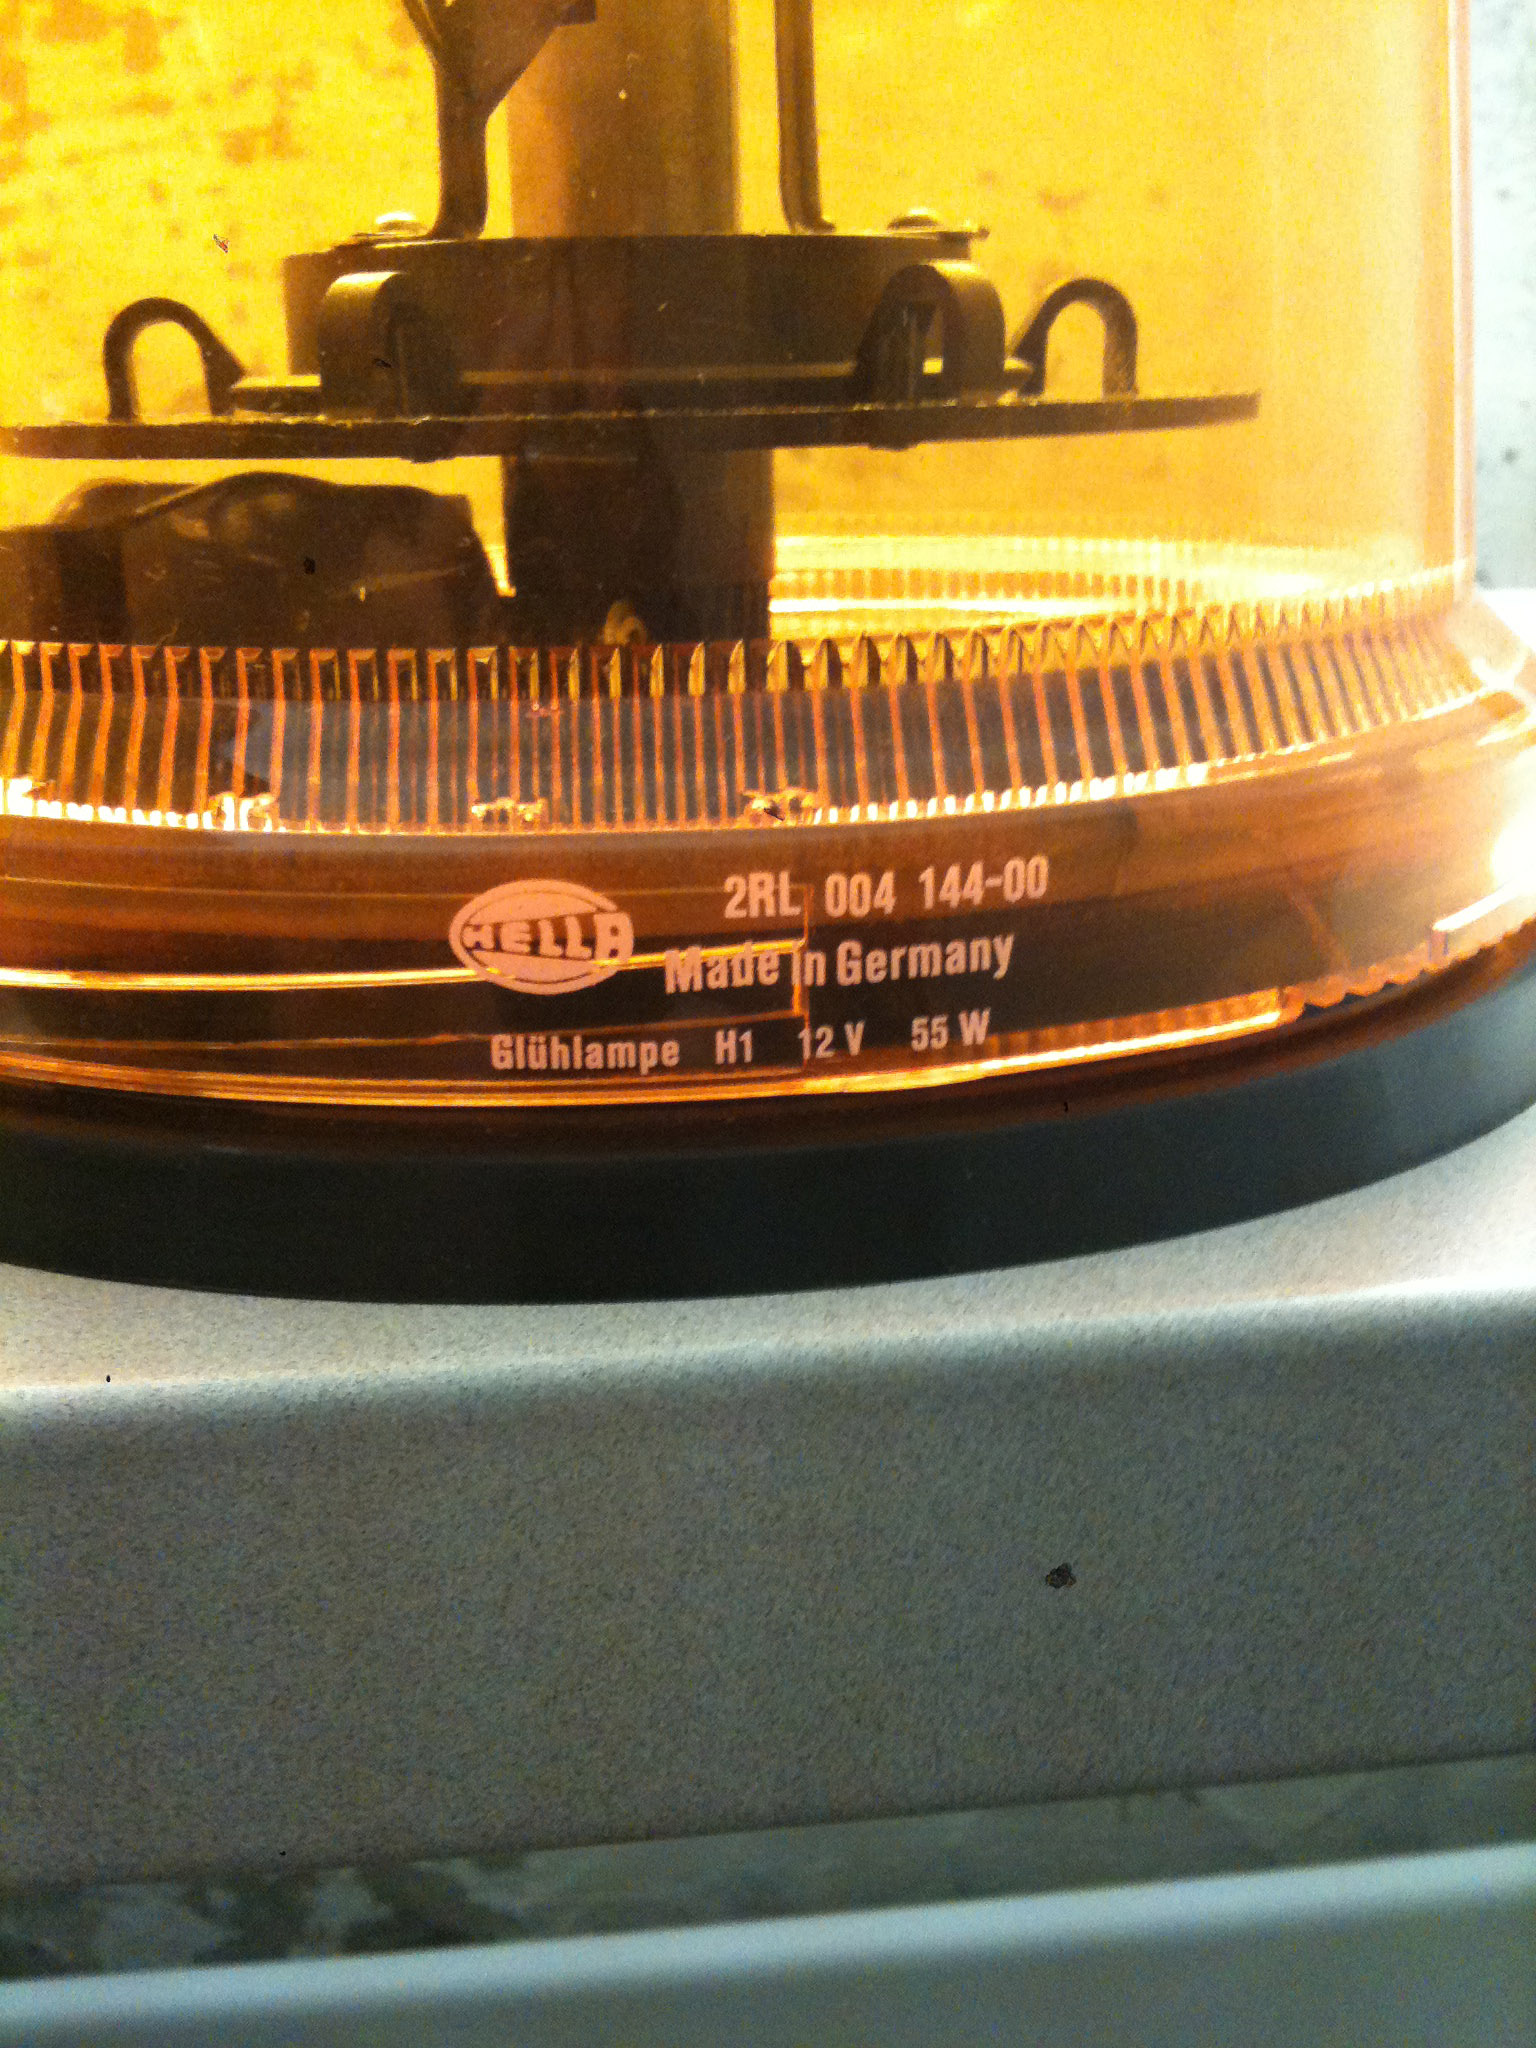 HELLA
2RL 004 144-00
Made in Germany
Glühlampe H1 12 V 55 W